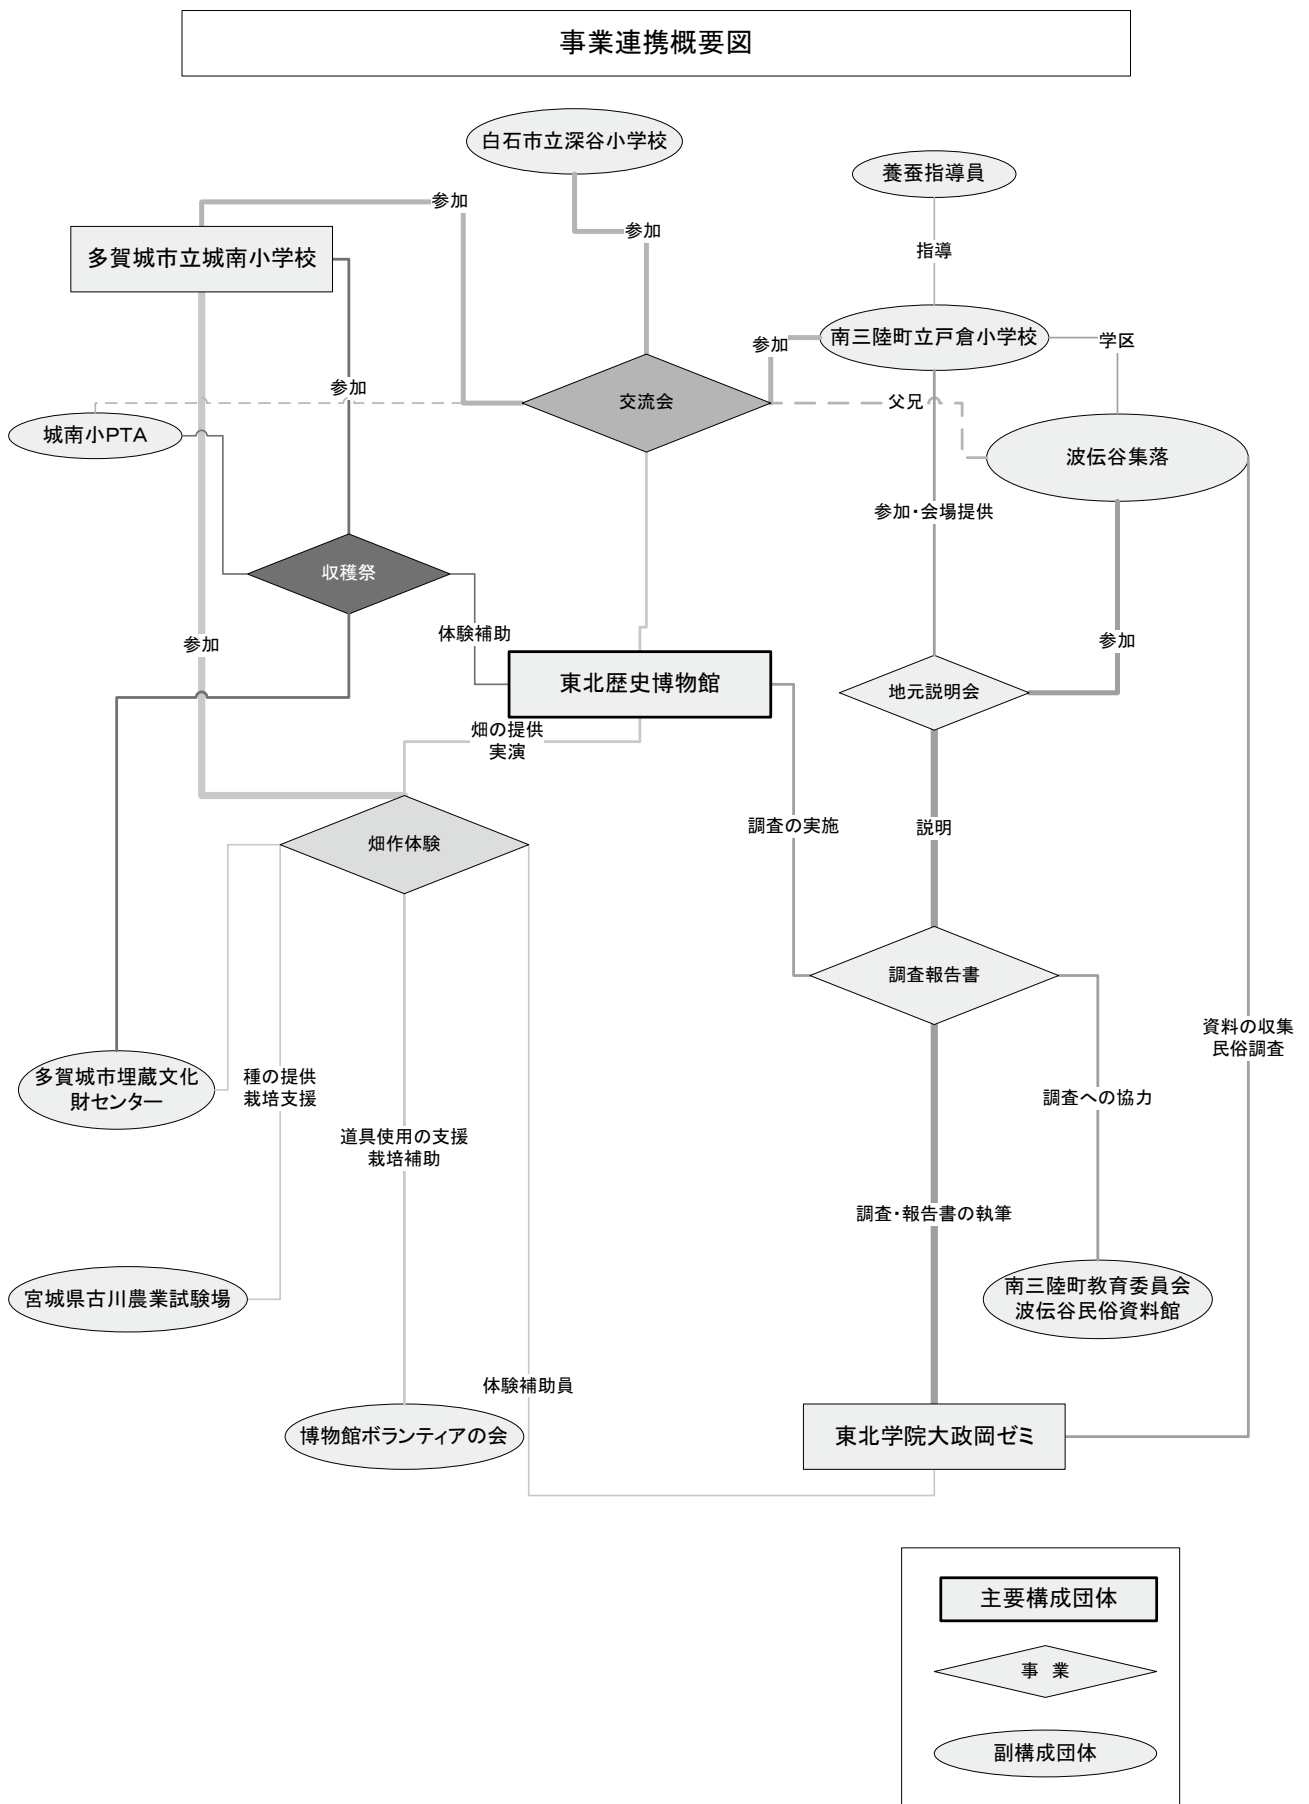 事業連携概要図
白石市立深谷小学校
養蚕指導員
参加
参加
指導
多賀城市立城南小学校
南三陸町立戸倉小学校
参加
学区
参加
交流会
父兄
城南小PTA
波伝谷集落
参加・会場提供
収穫祭
体験補助
参加
参加
東北歴史博物館
地元説明会
畑の提供
実演
調査の実施
説明
畑作体験
調査報告書
資料の収集
民俗調査
多賀城市埋蔵文化
財センター
種の提供
栽培支援
調査への協力
道具使用の支援
栽培補助
調査・報告書の執筆
宮城県古川農業試験場
南三陸町教育委員会
波伝谷民俗資料館
体験補助員
博物館ボランティアの会
東北学院大政岡ゼミ
主要構成団体
事 業
副構成団体